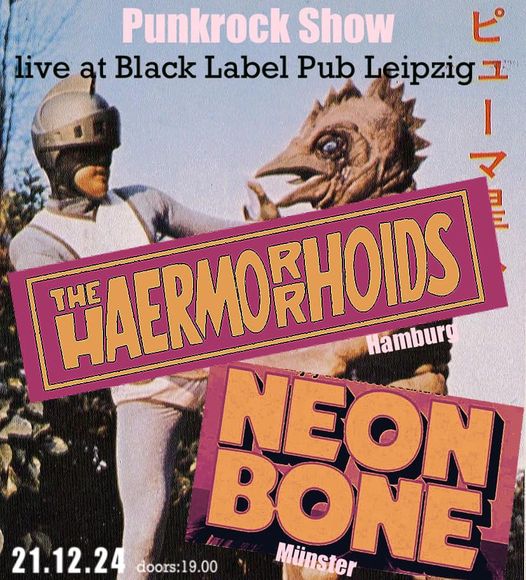 Punkrock Show
live at Black Label Pub Leipzig
ピューマ
THE HAERMORRHOIDS
Hamburg
NEON
BONE
Münster
21.12.24 doors:19.00